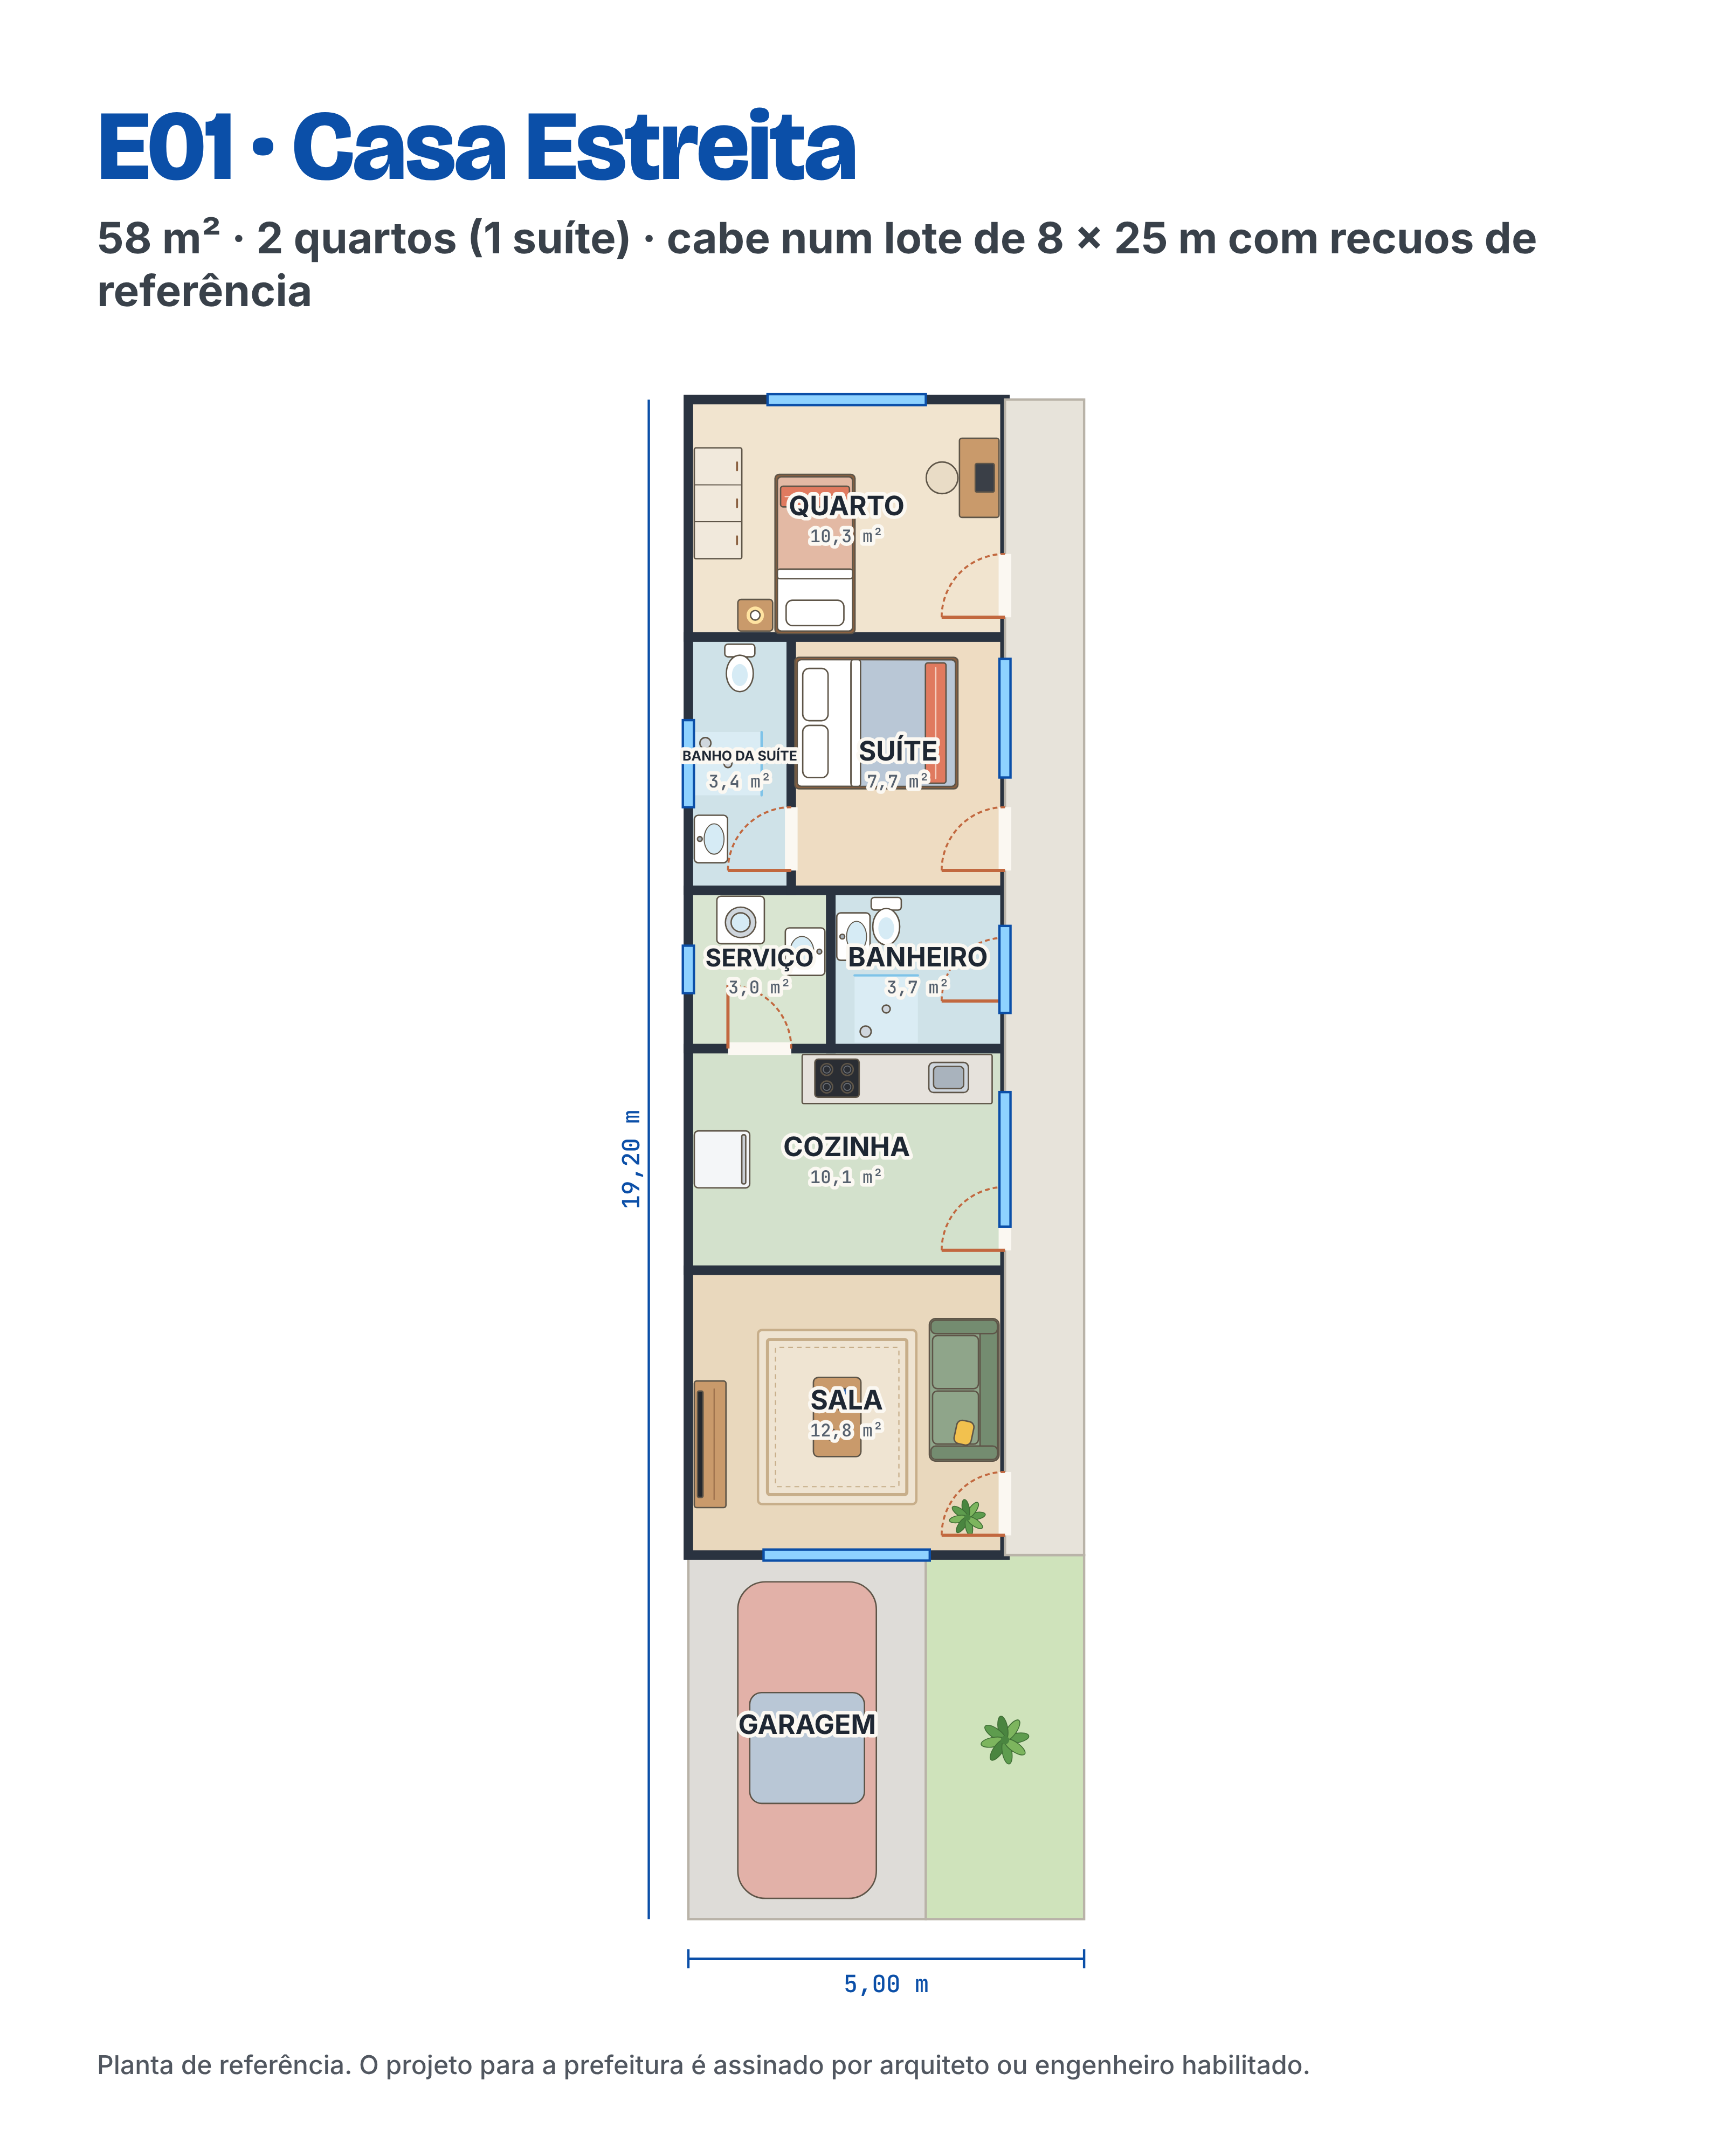 E01 · Casa Estreita
58 m² · 2 quartos (1 suíte) · cabe num lote de 8 × 25 m com recuos de
referência
QUARTO
10,3 m²
BANHO DA SUÍTE
3,4 m²
SUÍTE
7,7 m²
SERVIÇO
3,0 m²
BANHEIRO
3,7 m²
COZINHA
10,1 m²
19,20 m
SALA
12,8 m²
GARAGEM
5,00 m
Planta de referência. O projeto para a prefeitura é assinado por arquiteto ou engenheiro habilitado.